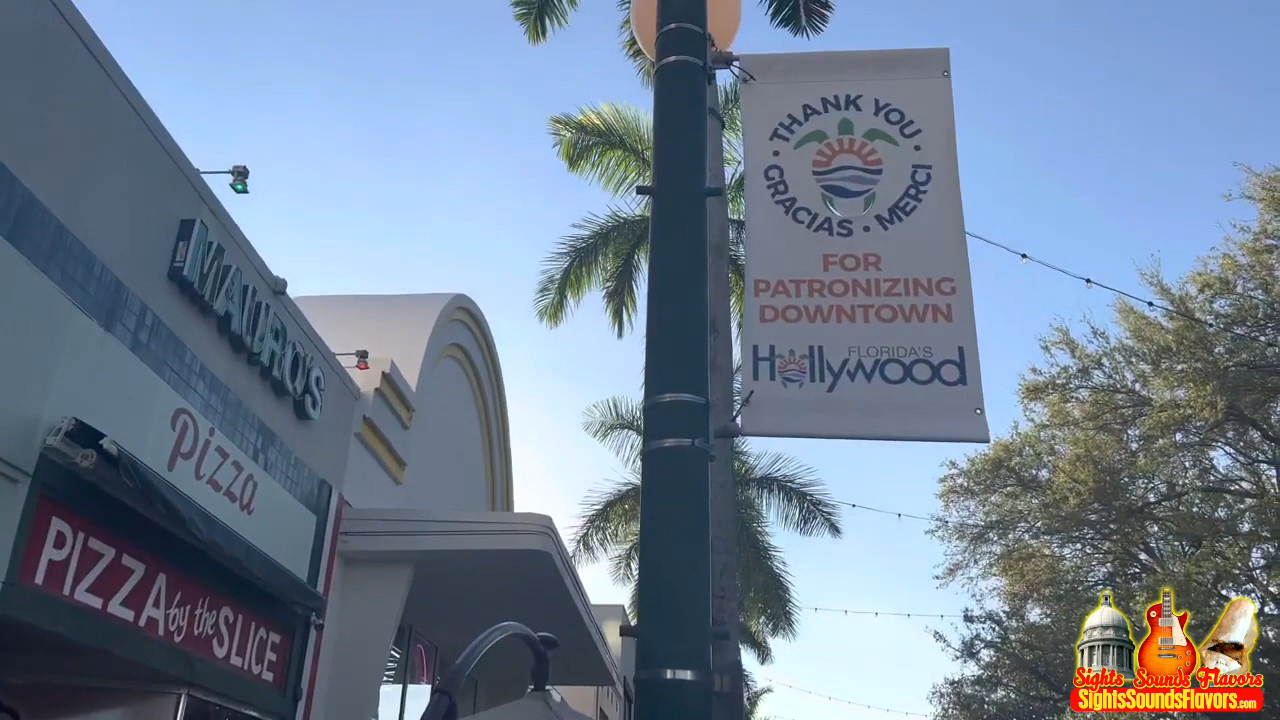 MAURO'S
Pizza
PIZZA by the SLICE
THANK YOU
GRACIAS • MERCI
FOR
PATRONIZING
DOWNTOWN
FLORIDA'S
Hollywood
Sights Sounds Flavors
SightsSoundsFlavors.com